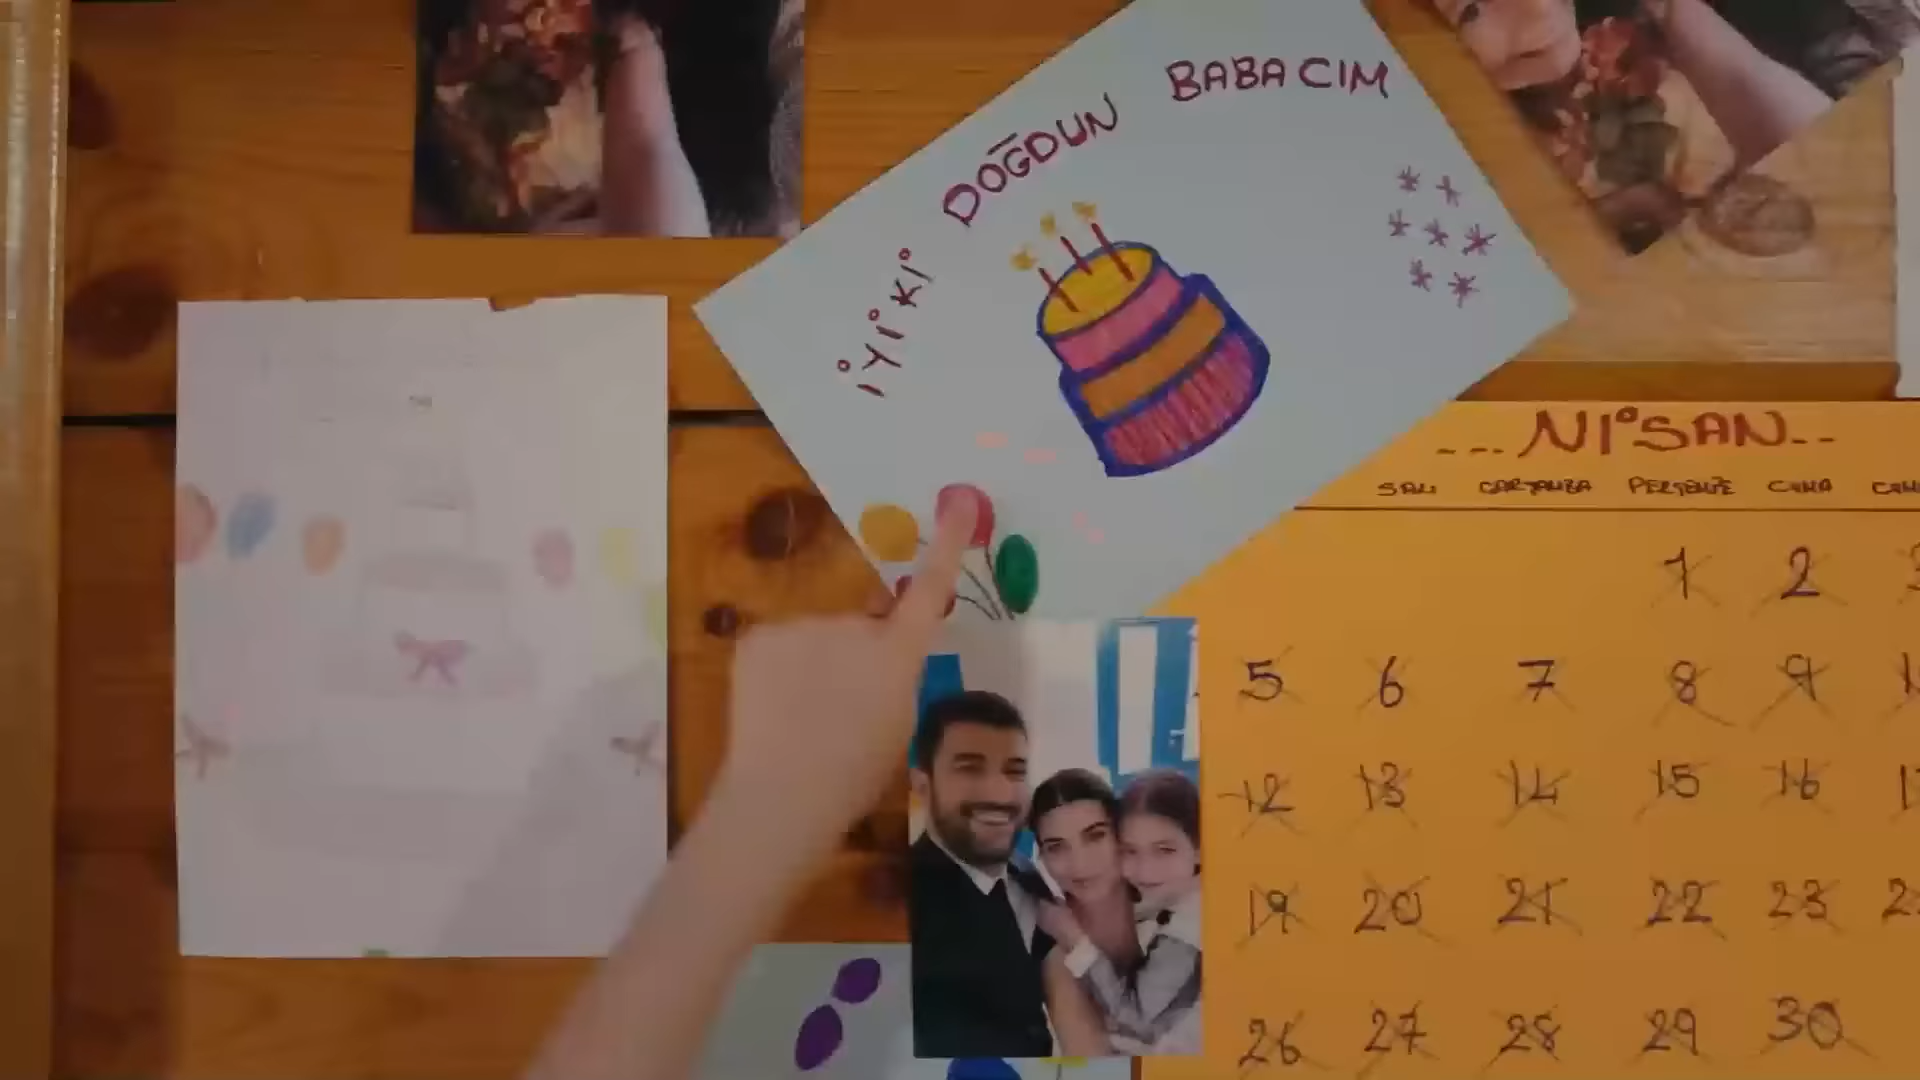 İYİKİ DOĞDUN BABACIM
NİSAN
SALI ÇARŞAMBA PERŞEMBE CUMA
1 2
5 6 7 8 9
12 13 14 15 16
19 20 21 22 23
26 27 28 29 30